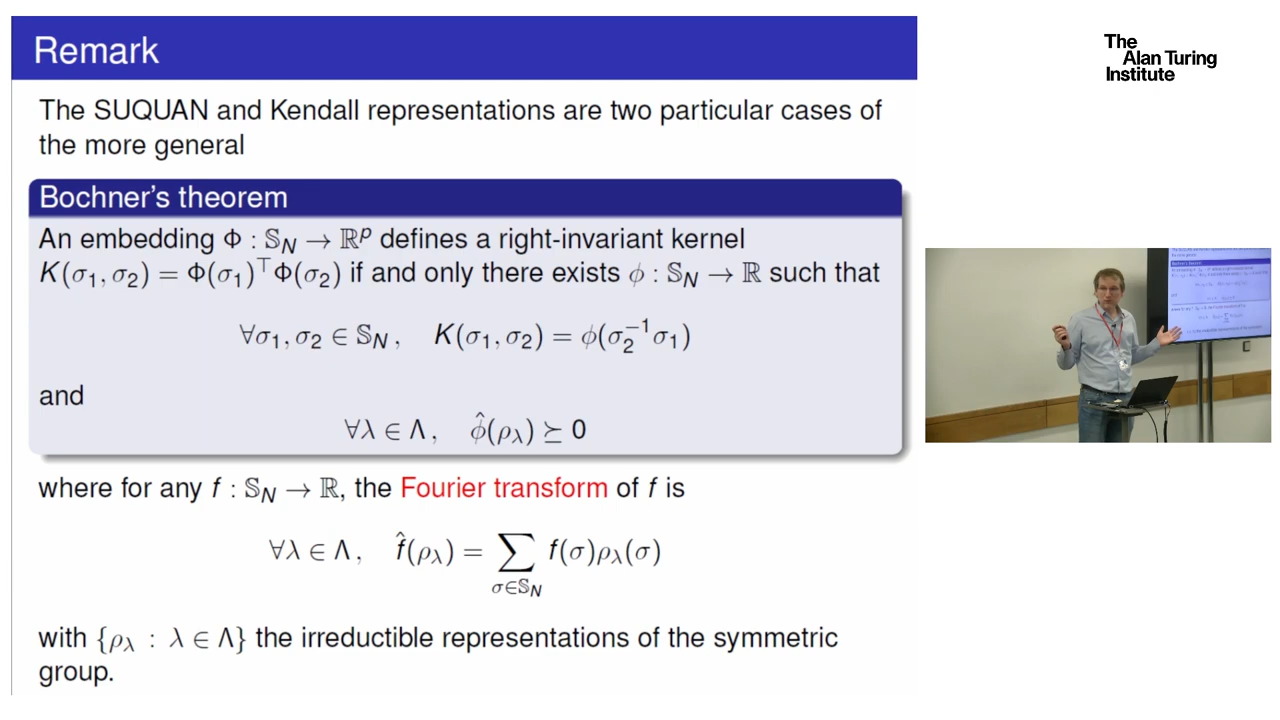 Remark
The Alan Turing Institute
The SUQUAN and Kendall representations are two particular cases of
the more general
Bochner's theorem
An embedding Φ : 𝕊_N → ℝ^p defines a right-invariant kernel
K(σ₁, σ₂) = Φ(σ₁)^⊤Φ(σ₂) if and only there exists ϕ : 𝕊_N → ℝ such that
∀σ₁, σ₂ ∈ 𝕊_N , K(σ₁, σ₂) = ϕ(σ₂⁻¹σ₁)
and
∀λ ∈ Λ , ϕ̂(ρ_λ) ⪰ 0
where for any f : 𝕊_N → ℝ, the Fourier transform of f is
∀λ ∈ Λ , f̂(ρ_λ) = ∑_{σ∈𝕊_N} f(σ)ρ_λ(σ)
with {ρ_λ : λ ∈ Λ} the irreductible representations of the symmetric
group.